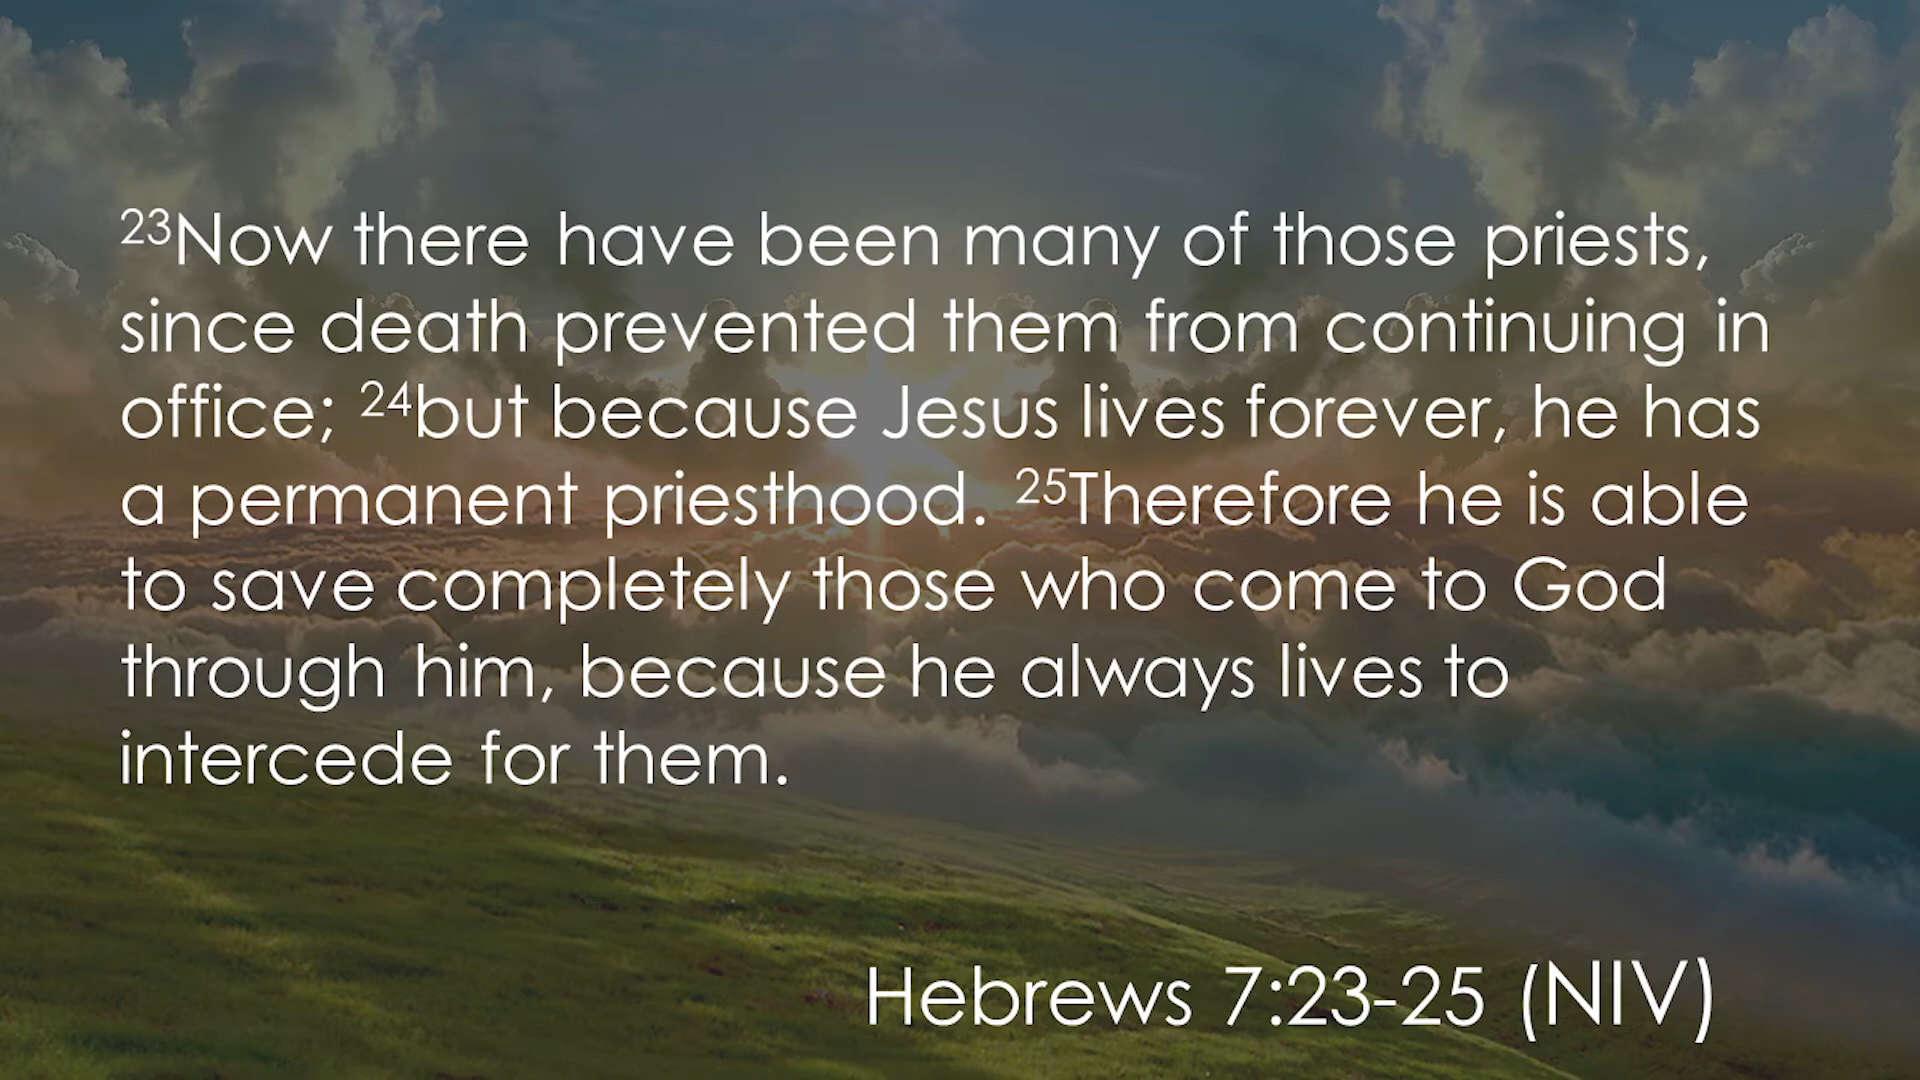 ²³Now there have been many of those priests,
since death prevented them from continuing in
office; ²⁴but because Jesus lives forever, he has
a permanent priesthood. ²⁵Therefore he is able
to save completely those who come to God
through him, because he always lives to
intercede for them.
Hebrews 7:23-25 (NIV)